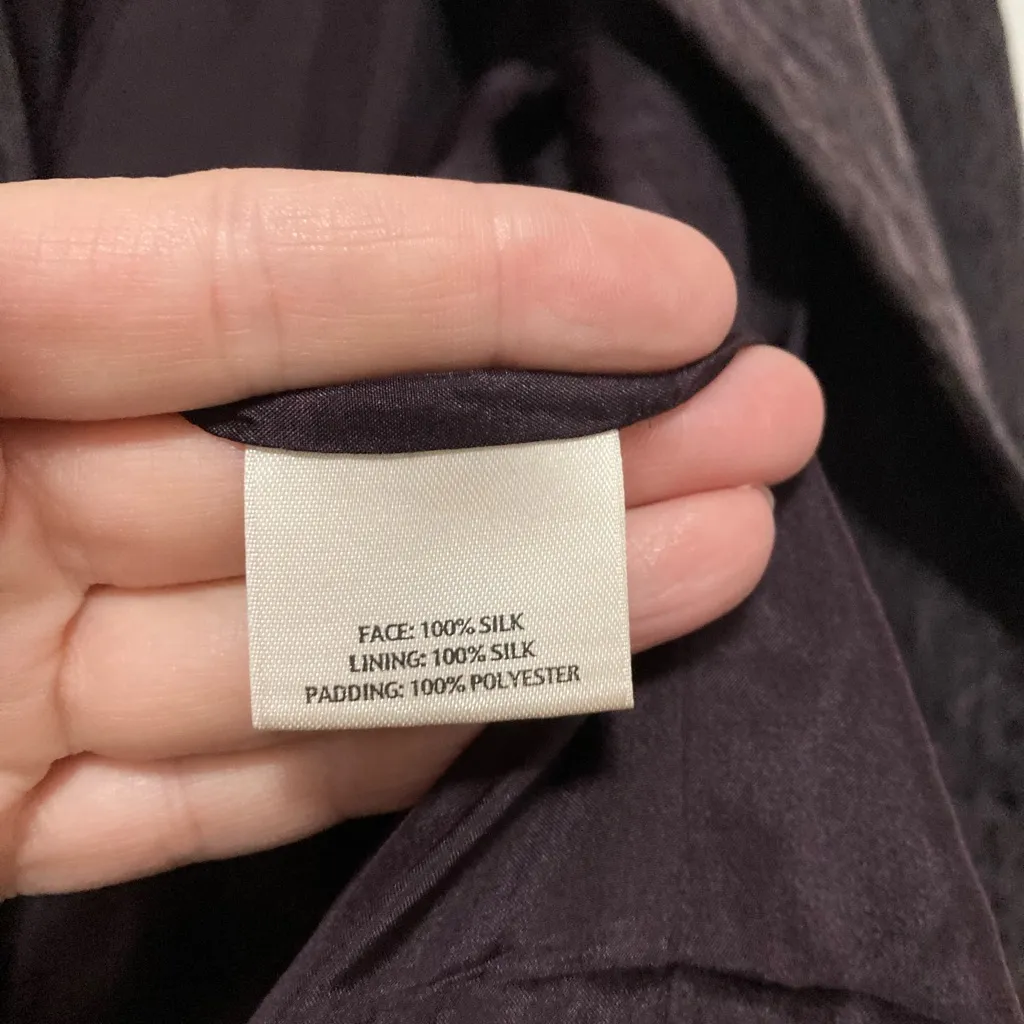 FACE: 100% SILK
LINING: 100% SILK
PADDING: 100% POLYESTER